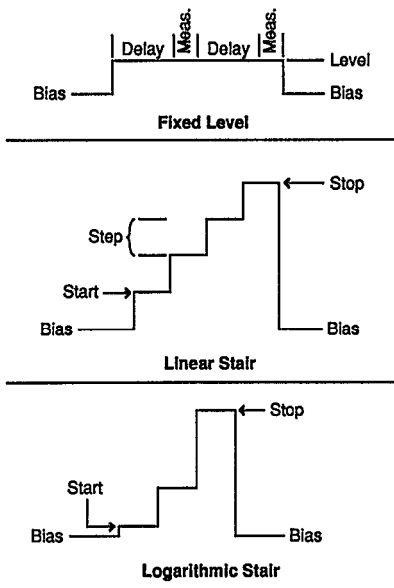 Delay Meas. Delay Meas.
Level
Bias Bias
Fixed Level
Stop
Step
Start
Bias Bias
Linear Stair
Stop
Start
Bias Bias
Logarithmic Stair